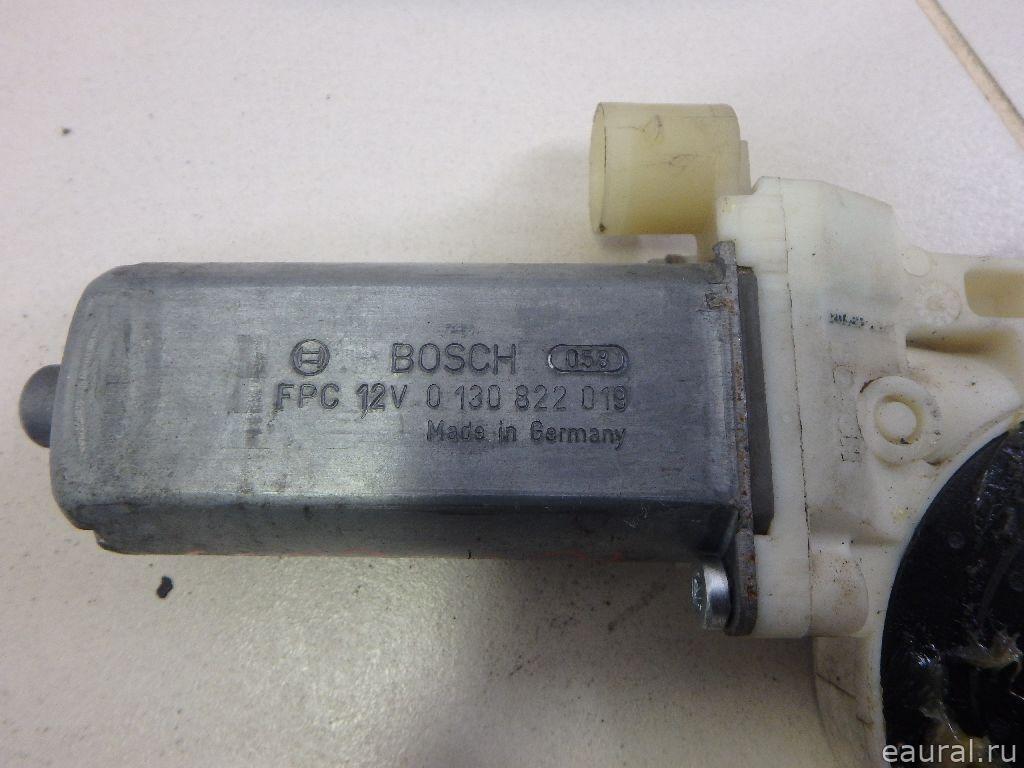 BOSCH 058
FPC 12V 0 130 822 019
Made in Germany
eaural.ru